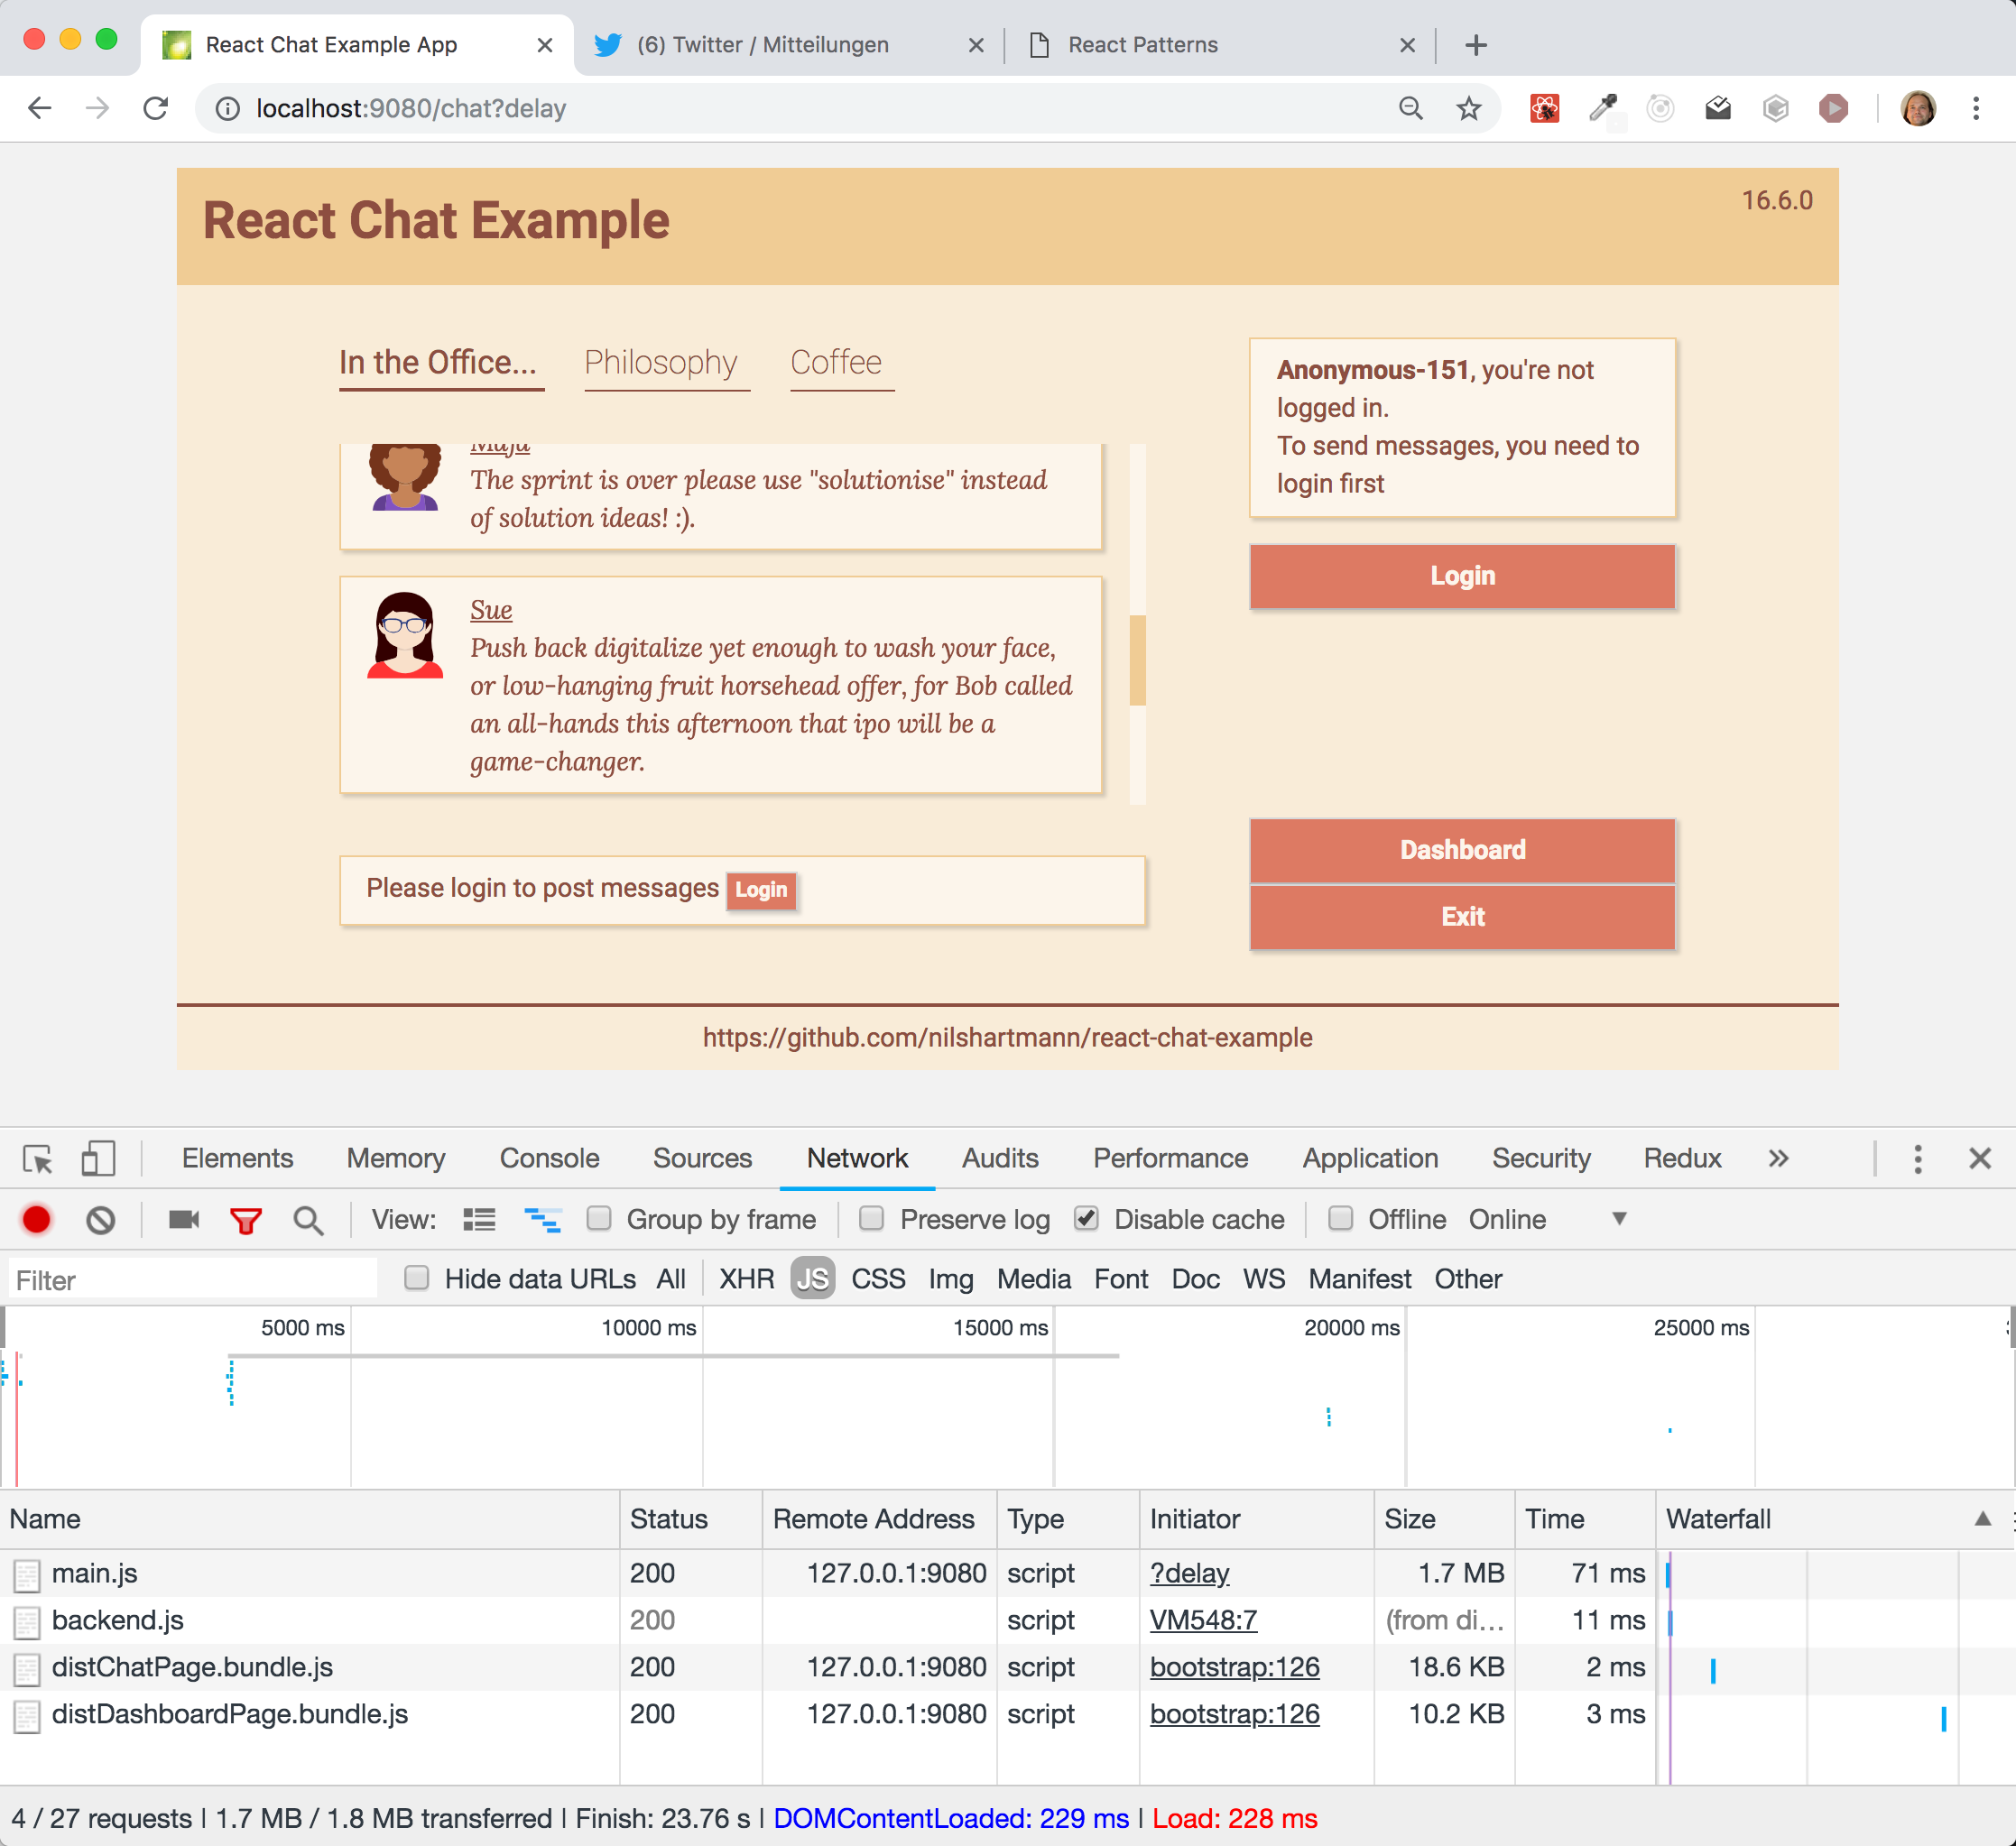 React Chat Example App
(6) Twitter / Mitteilungen
React Patterns
localhost:9080/chat?delay
React Chat Example
16.6.0
In the Office...
Philosophy
Coffee
Anonymous-151, you're not
logged in.
To send messages, you need to
login first
Login
Maja
The sprint is over please use "solutionise" instead
of solution ideas! :).
Sue
Push back digitalize yet enough to wash your face,
or low-hanging fruit horsehead offer, for Bob called
an all-hands this afternoon that ipo will be a
game-changer.
Please login to post messages Login
Dashboard
Exit
https://github.com/nilshartmann/react-chat-example
Elements Memory Console Sources Network Audits Performance Application Security Redux »
View: Group by frame Preserve log Disable cache Offline Online
Filter Hide data URLs All XHR JS CSS Img Media Font Doc WS Manifest Other
5000 ms 10000 ms 15000 ms 20000 ms 25000 ms
Name Status Remote Address Type Initiator Size Time Waterfall
main.js 200 127.0.0.1:9080 script ?delay 1.7 MB 71 ms
backend.js 200 script VM548:7 (from di... 11 ms
distChatPage.bundle.js 200 127.0.0.1:9080 script bootstrap:126 18.6 KB 2 ms
distDashboardPage.bundle.js 200 127.0.0.1:9080 script bootstrap:126 10.2 KB 3 ms
4 / 27 requests | 1.7 MB / 1.8 MB transferred | Finish: 23.76 s | DOMContentLoaded: 229 ms | Load: 228 ms